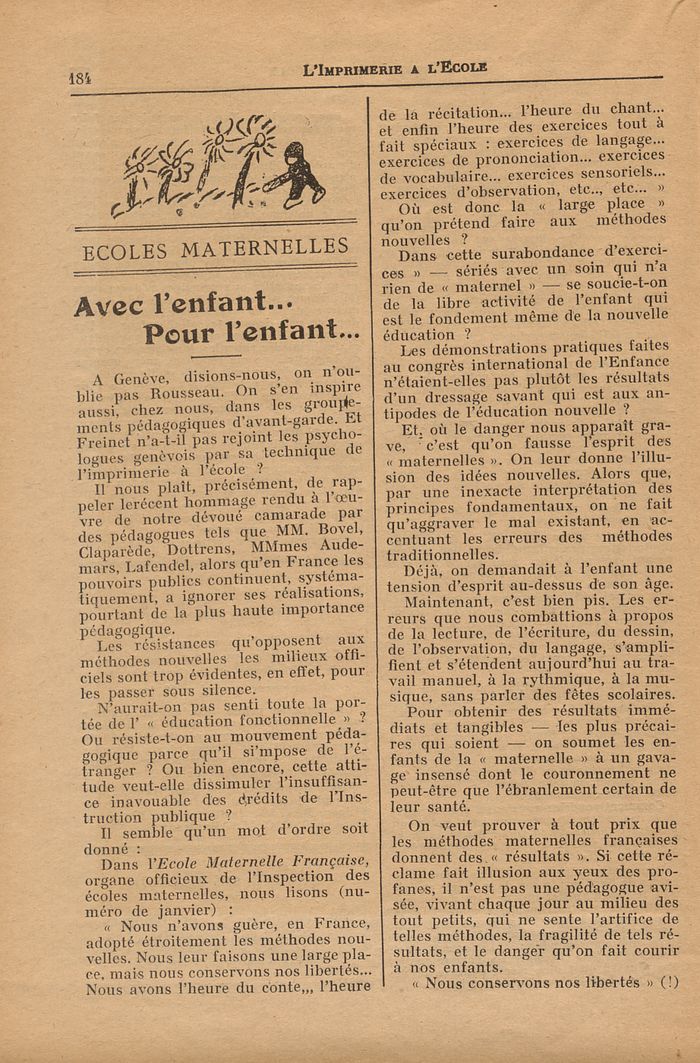 184
L'IMPRIMERIE A L'ECOLE
ECOLES MATERNELLES
Avec l'enfant...
Pour l'enfant...
A Genève, disions-nous, on n'ou-
blie pas Rousseau. On s'en inspire
aussi, chez nous, dans les groupe-
ments pédagogiques d'avant-garde. Et
Freinet n'a-t-il pas rejoint les psycho-
logues genèvois par sa technique de
l'imprimerie à l'école ?
Il nous plaît, précisément, de rap-
peler lerécent hommage rendu à l'œu-
vre de notre dévoué camarade par
des pédagogues tels que MM. Bovel,
Claparède, Dottrens, MMmes Aude-
mars, Lafendel, alors qu'en France les
pouvoirs publics continuent, systéma-
tiquement, a ignorer ses réalisations,
pourtant de la plus haute importance
pédagogique.
Les résistances qu'opposent aux
méthodes nouvelles les milieux offi-
ciels sont trop évidentes, en effet, pour
les passer sous silence.
N'aurait-on pas senti toute la por-
tée de l' « éducation fonctionnelle » ?
Ou résiste-t-on au mouvement péda-
gogique parce qu'il si'mpose de l'é-
tranger ? Ou bien encore, cette atti-
tude veut-elle dissimuler l'insuffisan-
ce inavouable des crédits de l'Ins-
truction publique ?
Il semble qu'un mot d'ordre soit
donné :
Dans l'Ecole Maternelle Française,
organe officieux de l'Inspection des
écoles maternelles, nous lisons (nu-
méro de janvier) :
« Nous n'avons guère, en France,
adopté étroitement les méthodes nou-
velles. Nous leur faisons une large pla-
ce, mais nous conservons nos libertés...
Nous avons l'heure du conte,,, l'heure
de la récitation... l'heure du chant...
et enfin l'heure des exercices tout à
fait spéciaux : exercices de langage...
exercices de prononciation... exercices
de vocabulaire... exercices sensoriels...
exercices d'observation, etc.., etc... »
Où est donc la « large place »
qu'on prétend faire aux méthodes
nouvelles ?
Dans cette surabondance d'exerci-
ces » — sériés avec un soin qui n'a
rien de « maternel » — se soucie-t-on
de la libre activité de l'enfant qui
est le fondement même de la nouvelle
éducation ?
Les démonstrations pratiques faites
au congrès international de l'Enfance
n'étaient-elles pas plutôt les résultats
d'un dressage savant qui est aux an-
tipodes de l'éducation nouvelle ?
Et, où le danger nous apparaît gra-
ve, c'est qu'on fausse l'esprit des
« maternelles ». On leur donne l'illu-
sion des idées nouvelles. Alors que,
par une inexacte interprétation des
principes fondamentaux, on ne fait
qu'aggraver le mal existant, en ac-
centuant les erreurs des méthodes
traditionnelles.
Déjà, on demandait à l'enfant une
tension d'esprit au-dessus de son âge.
Maintenant, c'est bien pis. Les er-
reurs que nous combattions à propos
de la lecture, de l'écriture, du dessin,
de l'observation, du langage, s'ampli-
fient et s'étendent aujourd'hui au tra-
vail manuel, à la rythmique, à la mu-
sique, sans parler des fêtes scolaires.
Pour obtenir des résultats immé-
diats et tangibles — les plus précai-
res qui soient — on soumet les en-
fants de la « maternelle » à un gava-
ge insensé dont le couronnement ne
peut-être que l'ébranlement certain de
leur santé.
On veut prouver à tout prix que
les méthodes maternelles françaises
donnent des « résultats ». Si cette ré-
clame fait illusion aux yeux des pro-
fanes, il n'est pas une pédagogue avi-
sée, vivant chaque jour au milieu des
tout petits, qui ne sente l'artifice de
telles méthodes, la fragilité de tels ré-
sultats, et le danger qu'on fait courir
à nos enfants.
« Nous conservons nos libertés » (!)